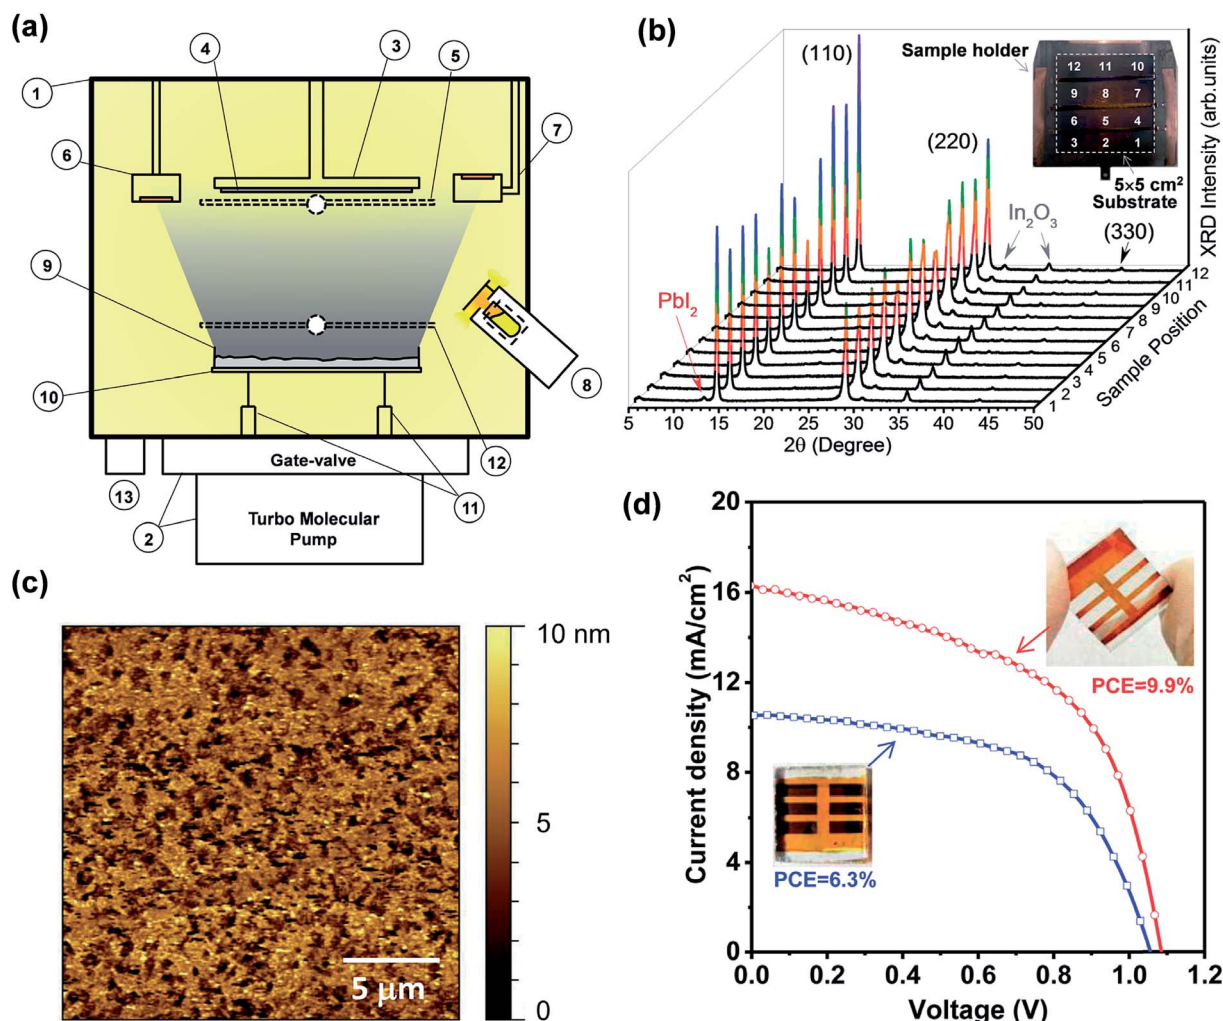 (a)
4
3
5
1
6
7
9
8
10
Gate-valve
12
13
11
2
Turbo Molecular
Pump
(b)
(110)
Sample holder
12 11 10
9 8 7
6 5 4
3 2 1
5×5 cm²
Substrate
(220)
In₂O₃
(330)
PbI₂
XRD Intensity (arb.units)
1 2 3 4 5 6 7 8 9 10 11 12
Sample Position
5 10 15 20 25 30 35 40 45 50
2θ (Degree)
(c)
10 nm
5
0
5 μm
(d)
20
16
12
8
4
0
Current density (mA/cm²)
PCE=9.9%
PCE=6.3%
0.0 0.2 0.4 0.6 0.8 1.0 1.2
Voltage (V)